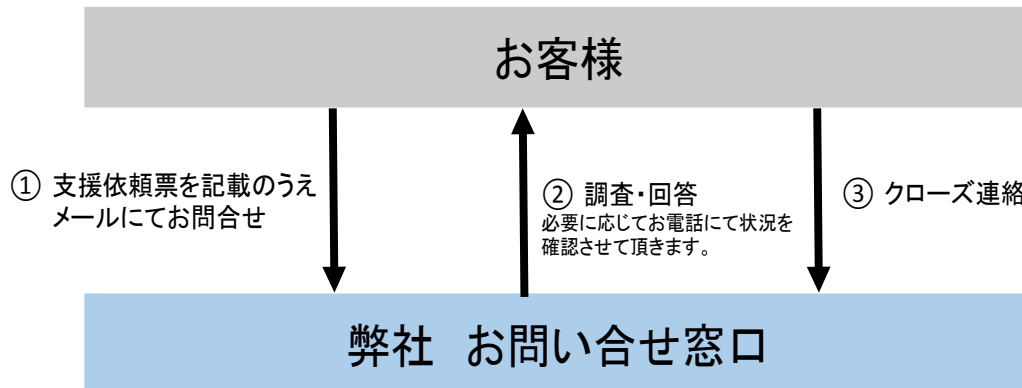 お客様
① 支援依頼票を記載のうえ
メールにてお問合せ
② 調査・回答
必要に応じてお電話にて状況を
確認させて頂きます。
③ クローズ連絡
弊社　お問い合せ窓口